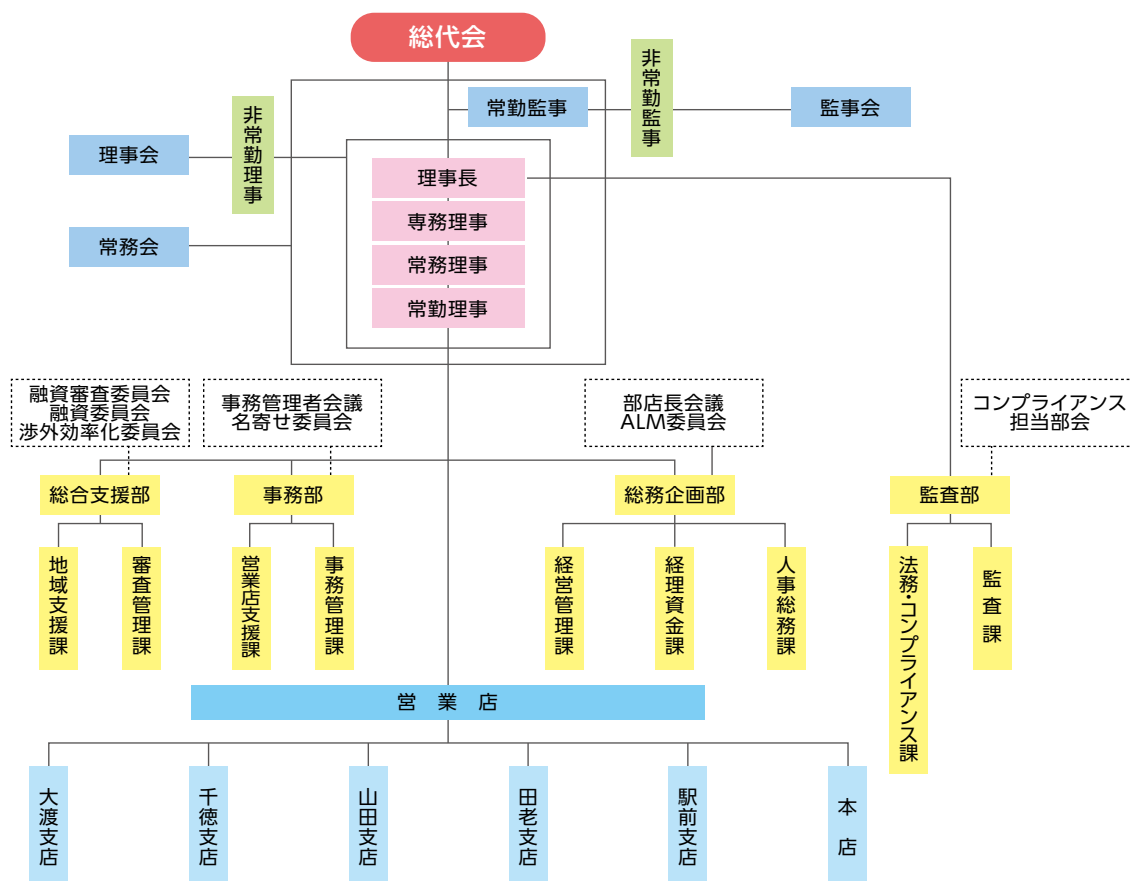 総代会
常勤監事
非常勤監事
監事会
理事会
非常勤理事
常務会
理事長
専務理事
常務理事
常勤理事
融資審査委員会
融資委員会
渉外効率化委員会
事務管理者会議
名寄せ委員会
部店長会議
ALM委員会
コンプライアンス
担当部会
総合支援部
事務部
総務企画部
監査部
地域支援課
審査管理課
営業店支援課
事務管理課
経営管理課
経理資金課
人事総務課
法務・コンプライアンス課
監査課
営業店
大渡支店
千徳支店
山田支店
田老支店
駅前支店
本店